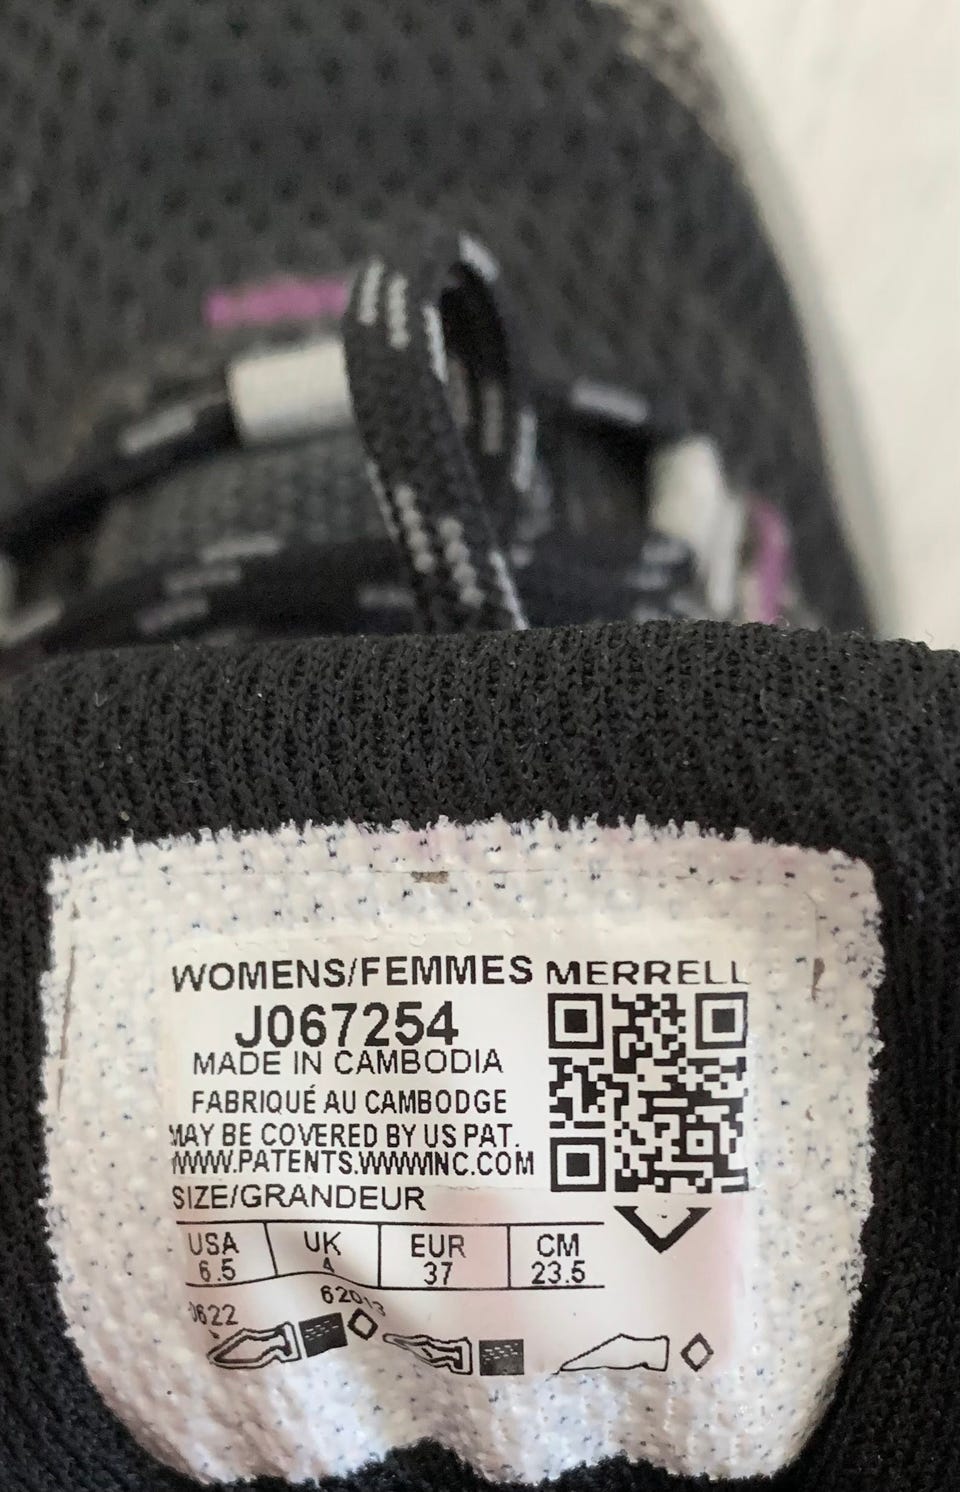 WOMENS/FEMMES MERRELL
J067254
MADE IN CAMBODIA
FABRIQUÉ AU CAMBODGE
MAY BE COVERED BY US PAT.
WWW.PATENTS.WWWINC.COM
SIZE/GRANDEUR
USA UK EUR CM
6.5 4 37 23.5
0622 62013